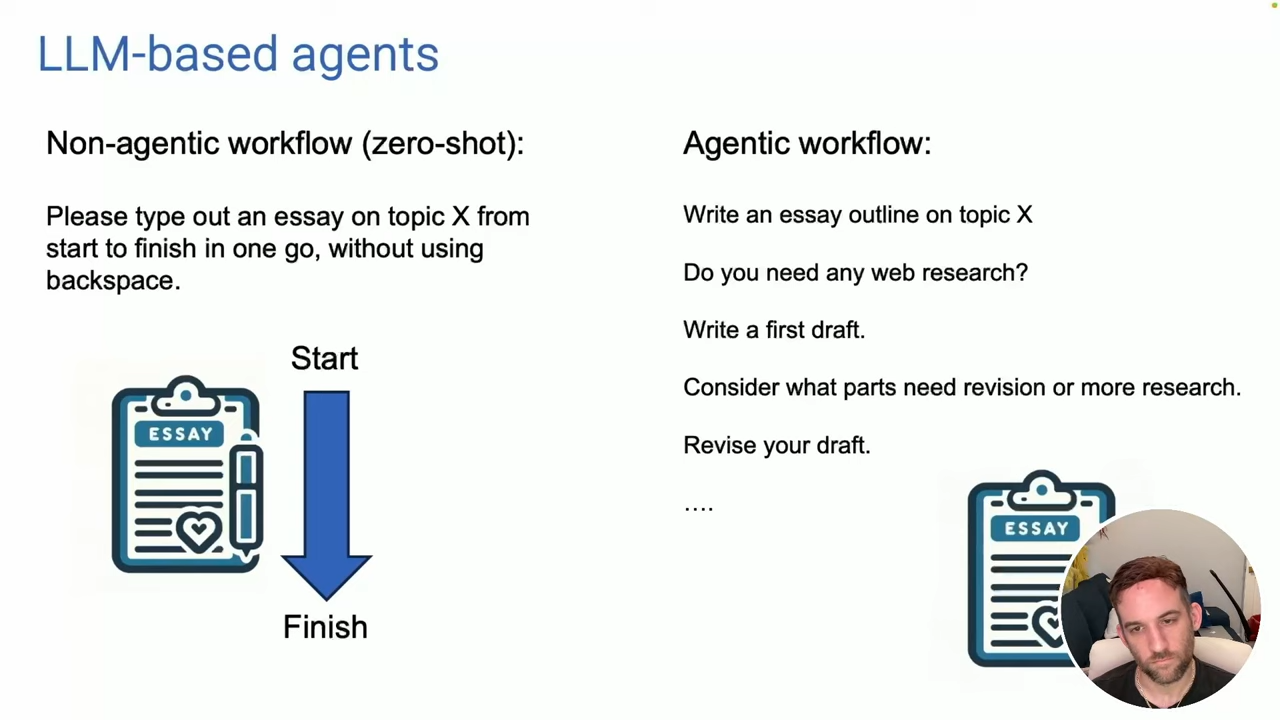 LLM-based agents
Non-agentic workflow (zero-shot):
Please type out an essay on topic X from
start to finish in one go, without using
backspace.
Start
ESSAY
Finish
Agentic workflow:
Write an essay outline on topic X
Do you need any web research?
Write a first draft.
Consider what parts need revision or more research.
Revise your draft.
....
ESSAY